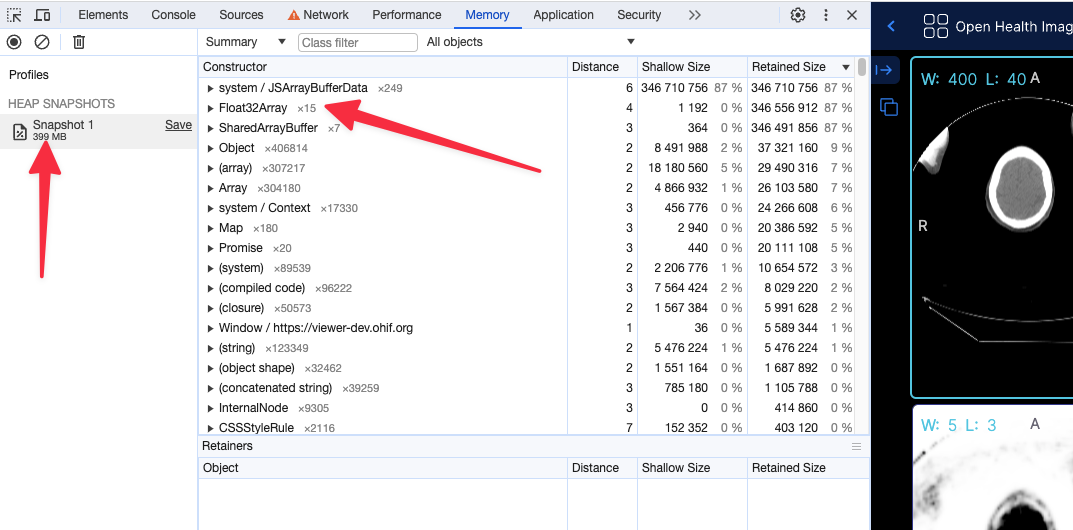 Elements Console Sources Network Performance Memory Application Security
Summary Class filter All objects
Profiles
HEAP SNAPSHOTS
Snapshot 1 Save
399 MB
Constructor Distance Shallow Size Retained Size
system / JSArrayBufferData ×249 6 346 710 756 87 % 346 710 756 87 %
Float32Array ×15 4 1 192 0 % 346 556 912 87 %
SharedArrayBuffer ×7 3 364 0 % 346 491 856 87 %
Object ×406814 2 8 491 988 2 % 37 321 160 9 %
(array) ×307217 2 18 180 560 5 % 29 490 316 7 %
Array ×304180 2 4 866 932 1 % 26 103 580 7 %
system / Context ×17330 3 456 776 0 % 24 266 608 6 %
Map ×180 3 2 940 0 % 20 386 592 5 %
Promise ×20 3 440 0 % 20 111 108 5 %
(system) ×89539 2 2 206 776 1 % 10 654 572 3 %
(compiled code) ×96222 3 7 564 424 2 % 8 029 220 2 %
(closure) ×50573 2 1 567 384 0 % 5 991 628 2 %
Window / https://viewer-dev.ohif.org 1 36 0 % 5 589 344 1 %
(string) ×123349 2 5 476 224 1 % 5 476 224 1 %
(object shape) ×32462 2 1 551 164 0 % 1 687 892 0 %
(concatenated string) ×39259 3 785 180 0 % 1 105 788 0 %
InternalNode ×9305 3 0 0 % 414 860 0 %
CSSStyleRule ×2116 7 152 352 0 % 403 120 0 %
Retainers
Object Distance Shallow Size Retained Size
Open Health Imag
W: 400 L: 40 A
R
W: 5 L: 3 A